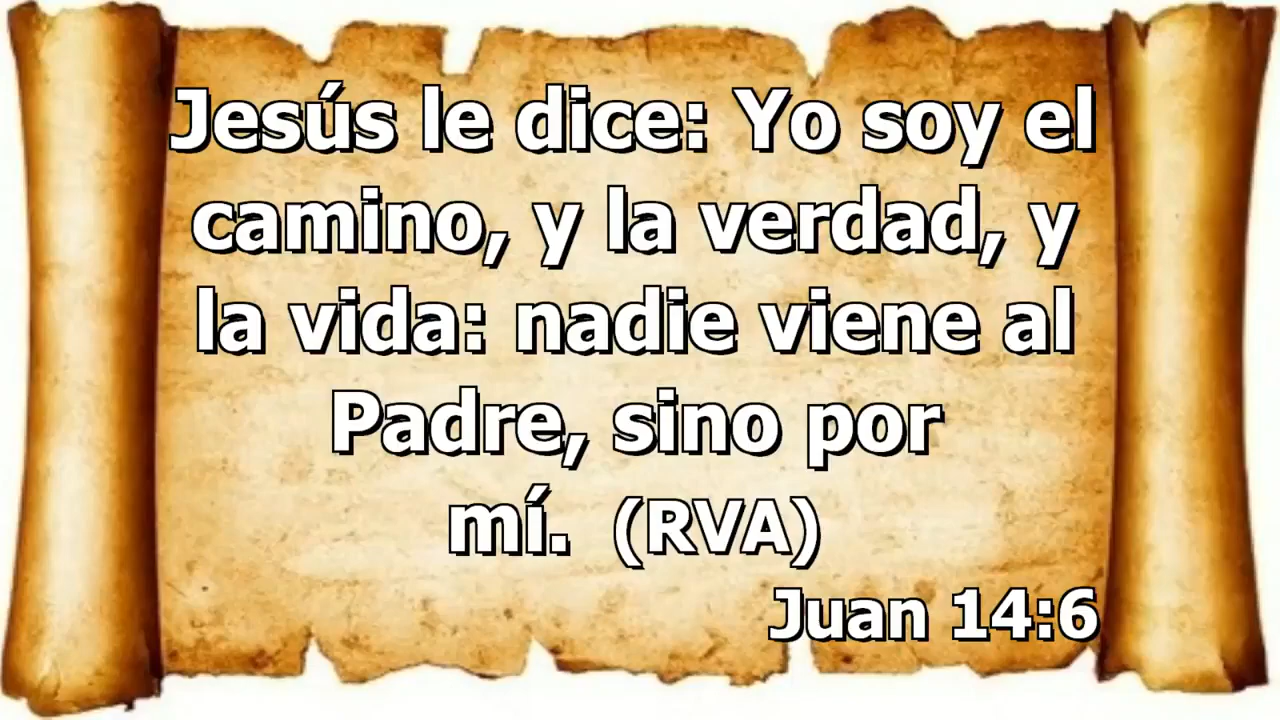 Jesús le dice: Yo soy el
camino, y la verdad, y
la vida: nadie viene al
Padre, sino por
mí. (RVA)
Juan 14:6